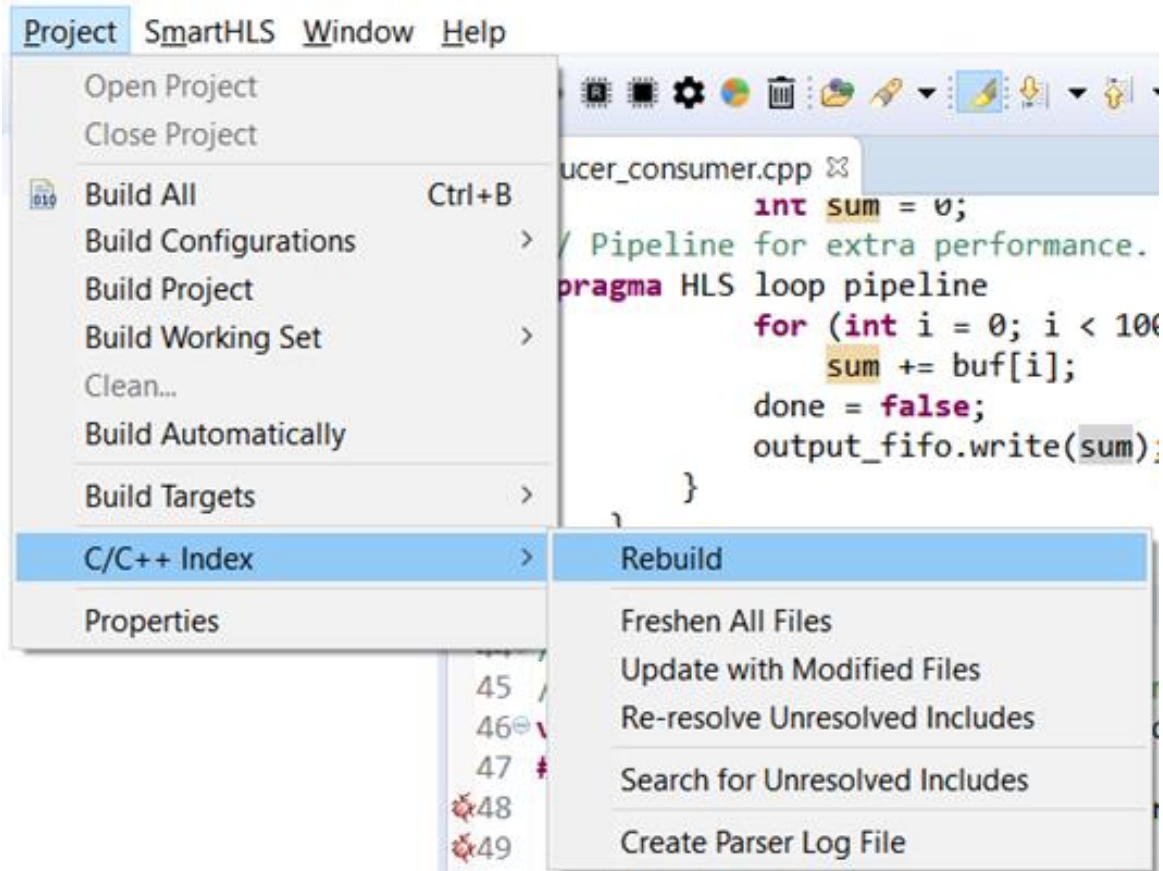 Project SmartHLS Window Help
Open Project
Close Project
Build All Ctrl+B
Build Configurations
Build Project
Build Working Set
Clean...
Build Automatically
Build Targets
C/C++ Index
Properties
ucer_consumer.cpp
int sum = 0;
/ Pipeline for extra performance.
pragma HLS loop pipeline
for (int i = 0; i < 100
sum += buf[i];
done = false;
output_fifo.write(sum);
}
}
Rebuild
Freshen All Files
Update with Modified Files
Re-resolve Unresolved Includes
Search for Unresolved Includes
Create Parser Log File
44
45 /
46 v
47 #
48
49